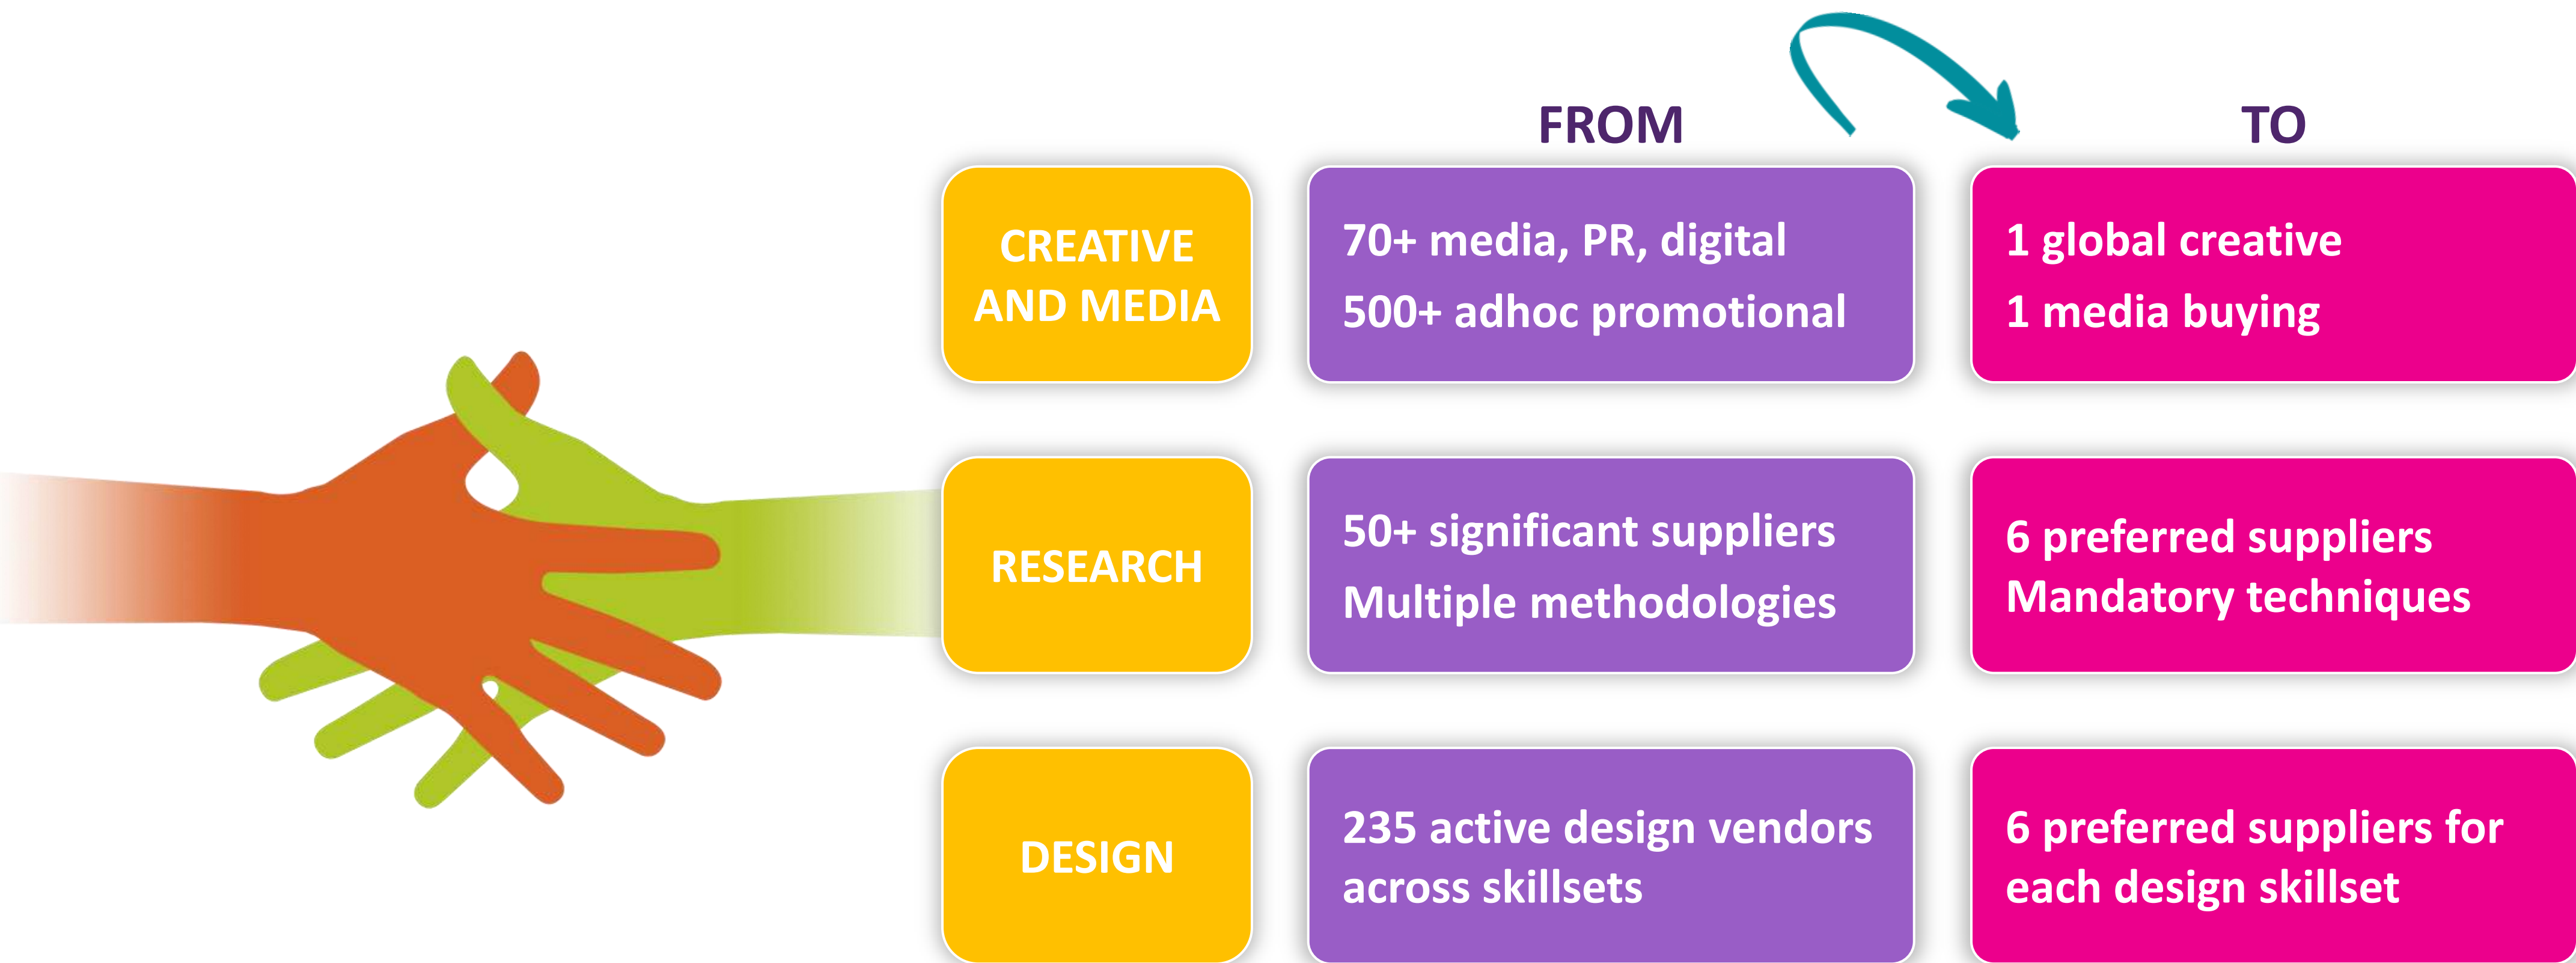 FROM
TO
CREATIVE
AND MEDIA
70+ media, PR, digital
500+ adhoc promotional
1 global creative
1 media buying
RESEARCH
50+ significant suppliers
Multiple methodologies
6 preferred suppliers
Mandatory techniques
DESIGN
235 active design vendors
across skillsets
6 preferred suppliers for
each design skillset